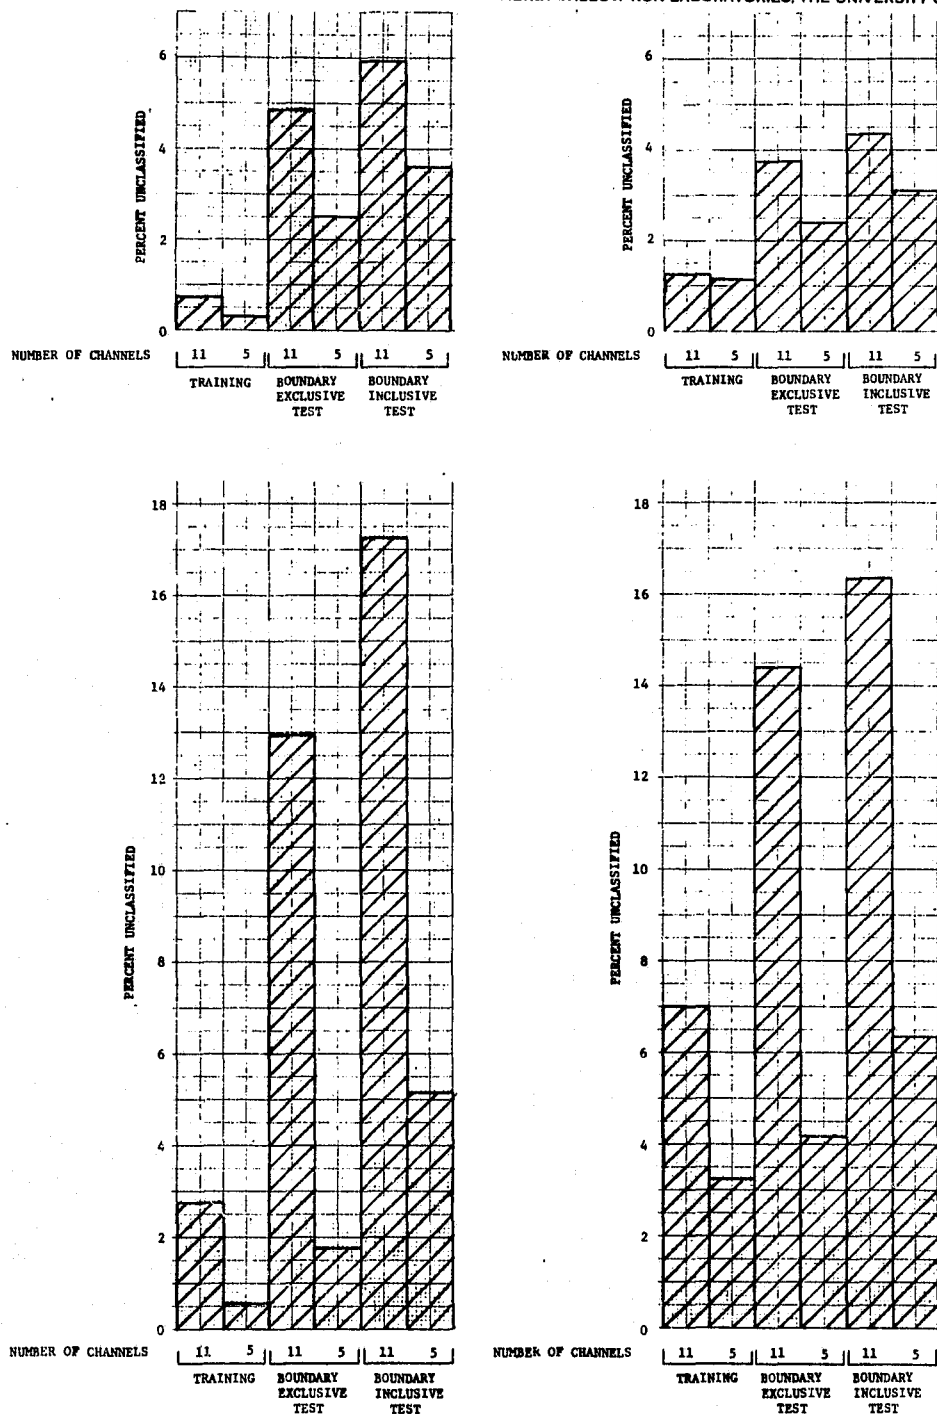 WILLOW RUN LABORATORIES, THE UNIVERSITY O
6
4
2
0
PERCENT UNCLASSIFIED
NUMBER OF CHANNELS 11 5 11 5 11 5
TRAINING BOUNDARY EXCLUSIVE TEST BOUNDARY INCLUSIVE TEST
6
4
2
0
PERCENT UNCLASSIFIED
NUMBER OF CHANNELS 11 5 11 5 11 5
TRAINING BOUNDARY EXCLUSIVE TEST BOUNDARY INCLUSIVE TEST
18
16
14
12
10
8
6
4
2
0
PERCENT UNCLASSIFIED
NUMBER OF CHANNELS 11 5 11 5 11 5
TRAINING BOUNDARY EXCLUSIVE TEST BOUNDARY INCLUSIVE TEST
18
16
14
12
10
8
6
4
2
0
PERCENT UNCLASSIFIED
NUMBER OF CHANNELS 11 5 11 5 11 5
TRAINING BOUNDARY EXCLUSIVE TEST BOUNDARY INCLUSIVE TEST